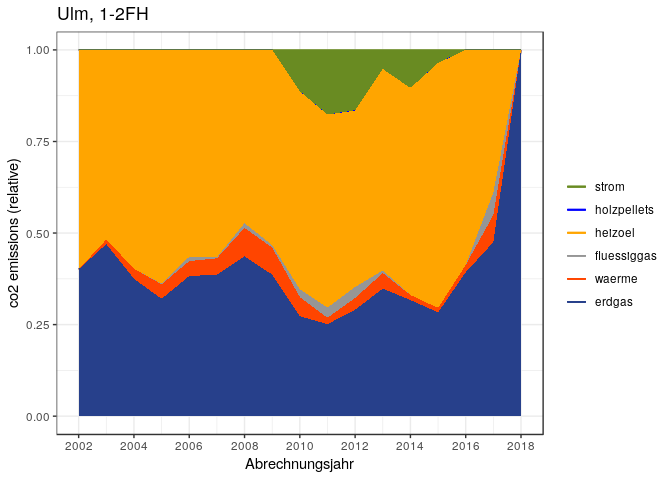 Ulm, 1-2FH
1.00
0.75
0.50
0.25
0.00
co2 emissions (relative)
2002 2004 2006 2008 2010 2012 2014 2016 2018
Abrechnungsjahr
strom
holzpellets
heizoel
fluessiggas
waerme
erdgas